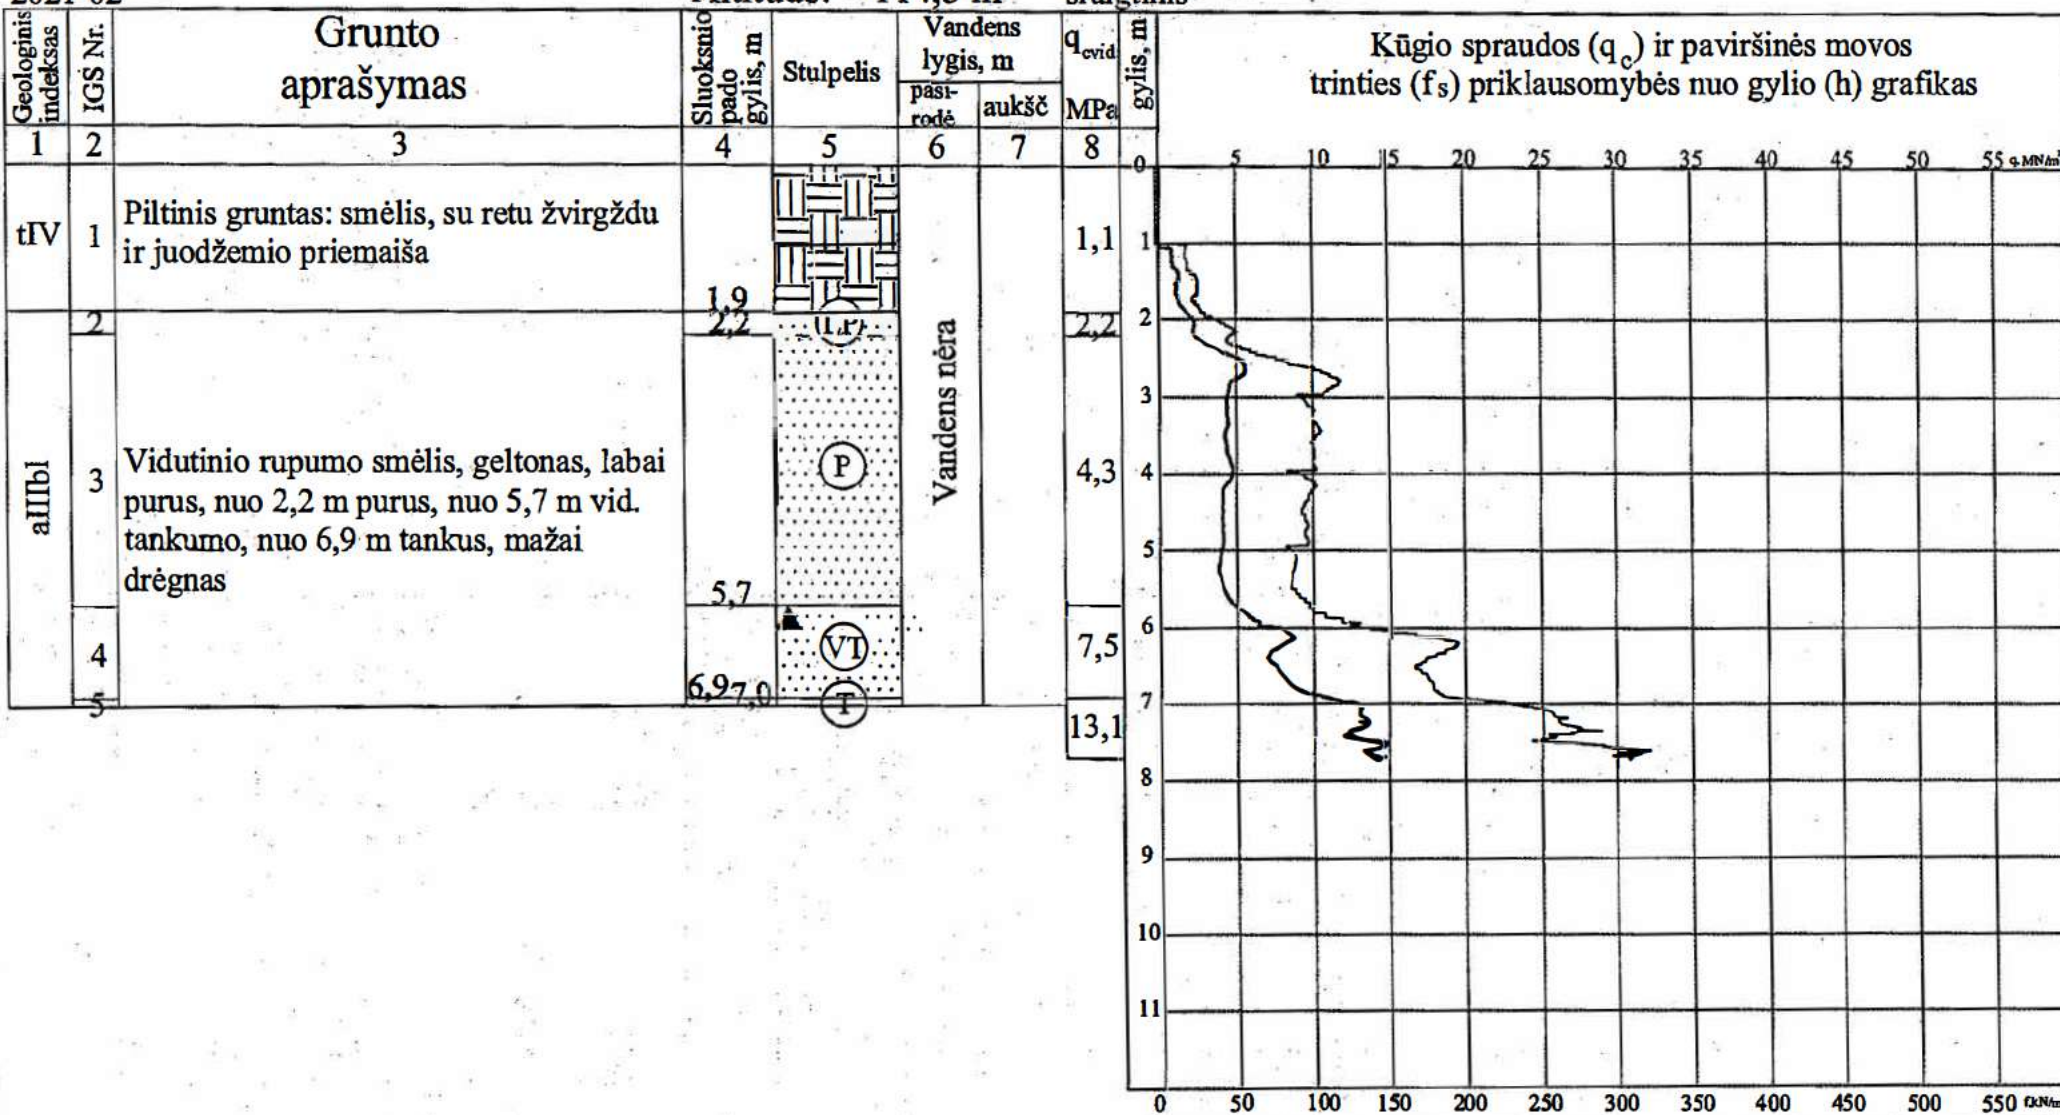 Geologinis indeksas
IGS Nr.
Grunto
aprašymas
Sluoksnio pado gylis, m
Stulpelis
Vandens
lygis, m
pasi-
rodė
aukšč
qcvid
MPa
gylis, m
Kūgio spraudos (qc) ir paviršinės movos
trinties (fs) priklausomybės nuo gylio (h) grafikas
1 2 3 4 5 6 7 8
0 5 10 15 20 25 30 35 40 45 50 55
tIV 1
Piltinis gruntas: smėlis, su retu žvirgždu
ir juodžemio priemaiša
1,9
1,1
2
2,2
2,2
aIIIbl
3
Vidutinio rupumo smėlis, geltonas, labai
purus, nuo 2,2 m purus, nuo 5,7 m vid.
tankumo, nuo 6,9 m tankus, mažai
drėgnas
P
Vandens nėra
4,3
5,7
4
VT
7,5
6,9
7,0
5
T
13,1
1
2
3
4
5
6
7
8
9
10
11
0 50 100 150 200 250 300 350 400 450 500 550